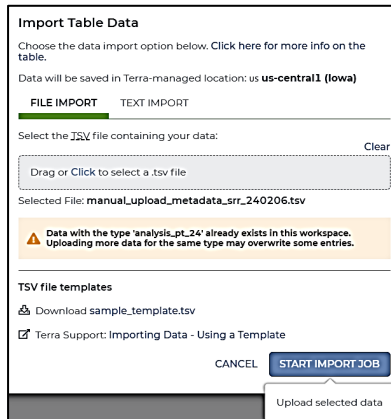 Import Table Data
Choose the data import option below. Click here for more info on the
table.
Data will be saved in Terra-managed location: us us-central1 (Iowa)
FILE IMPORT TEXT IMPORT
Select the TSV file containing your data:
Clear
Drag or Click to select a .tsv file
Selected File: manual_upload_metadata_srr_240206.tsv
Data with the type 'analysis_pt_24' already exists in this workspace.
Uploading more data for the same type may overwrite some entries.
TSV file templates
Download sample_template.tsv
Terra Support: Importing Data - Using a Template
CANCEL START IMPORT JOB
Upload selected data